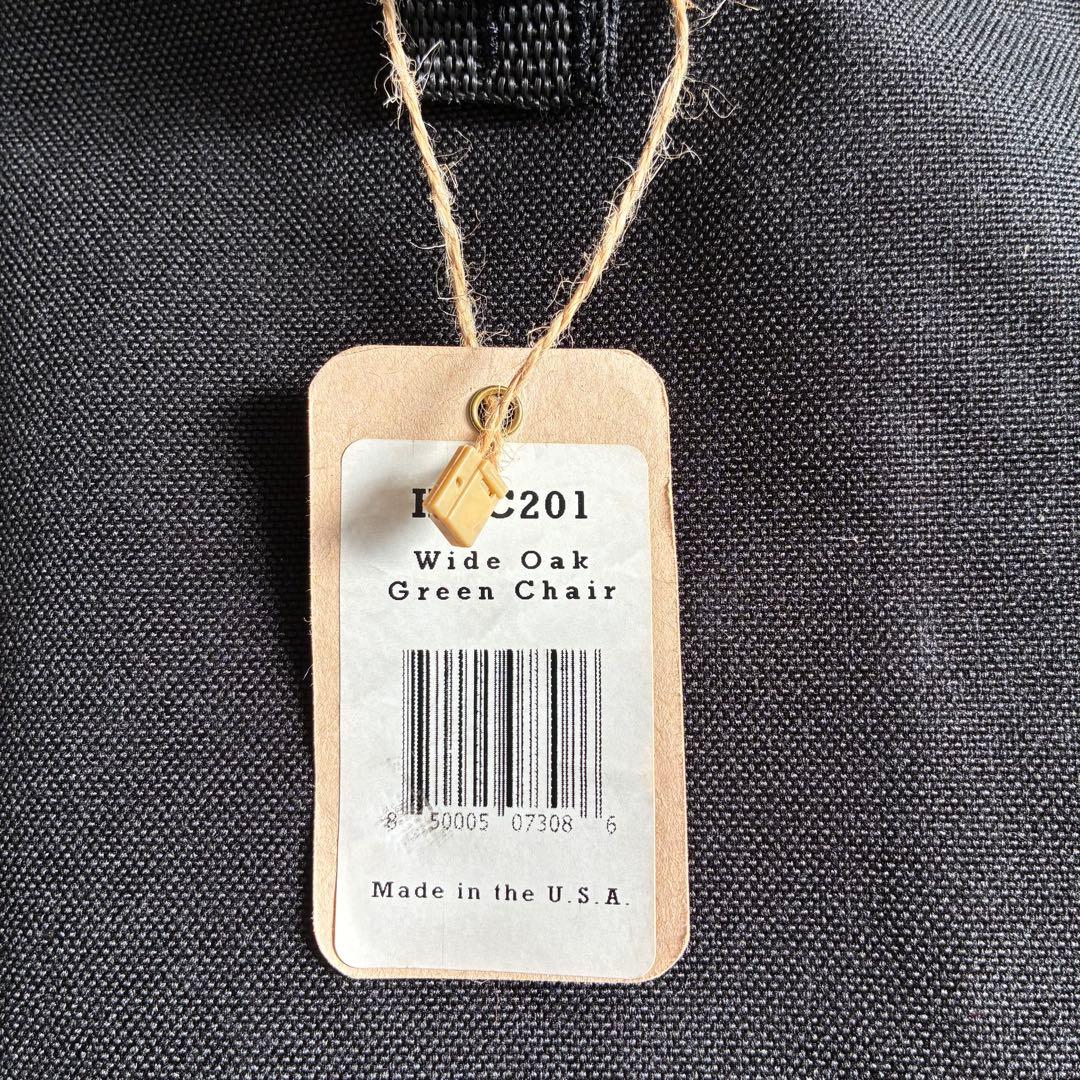 Wide Oak
Green Chair
8 50005 07308 6
Made in the U.S.A.